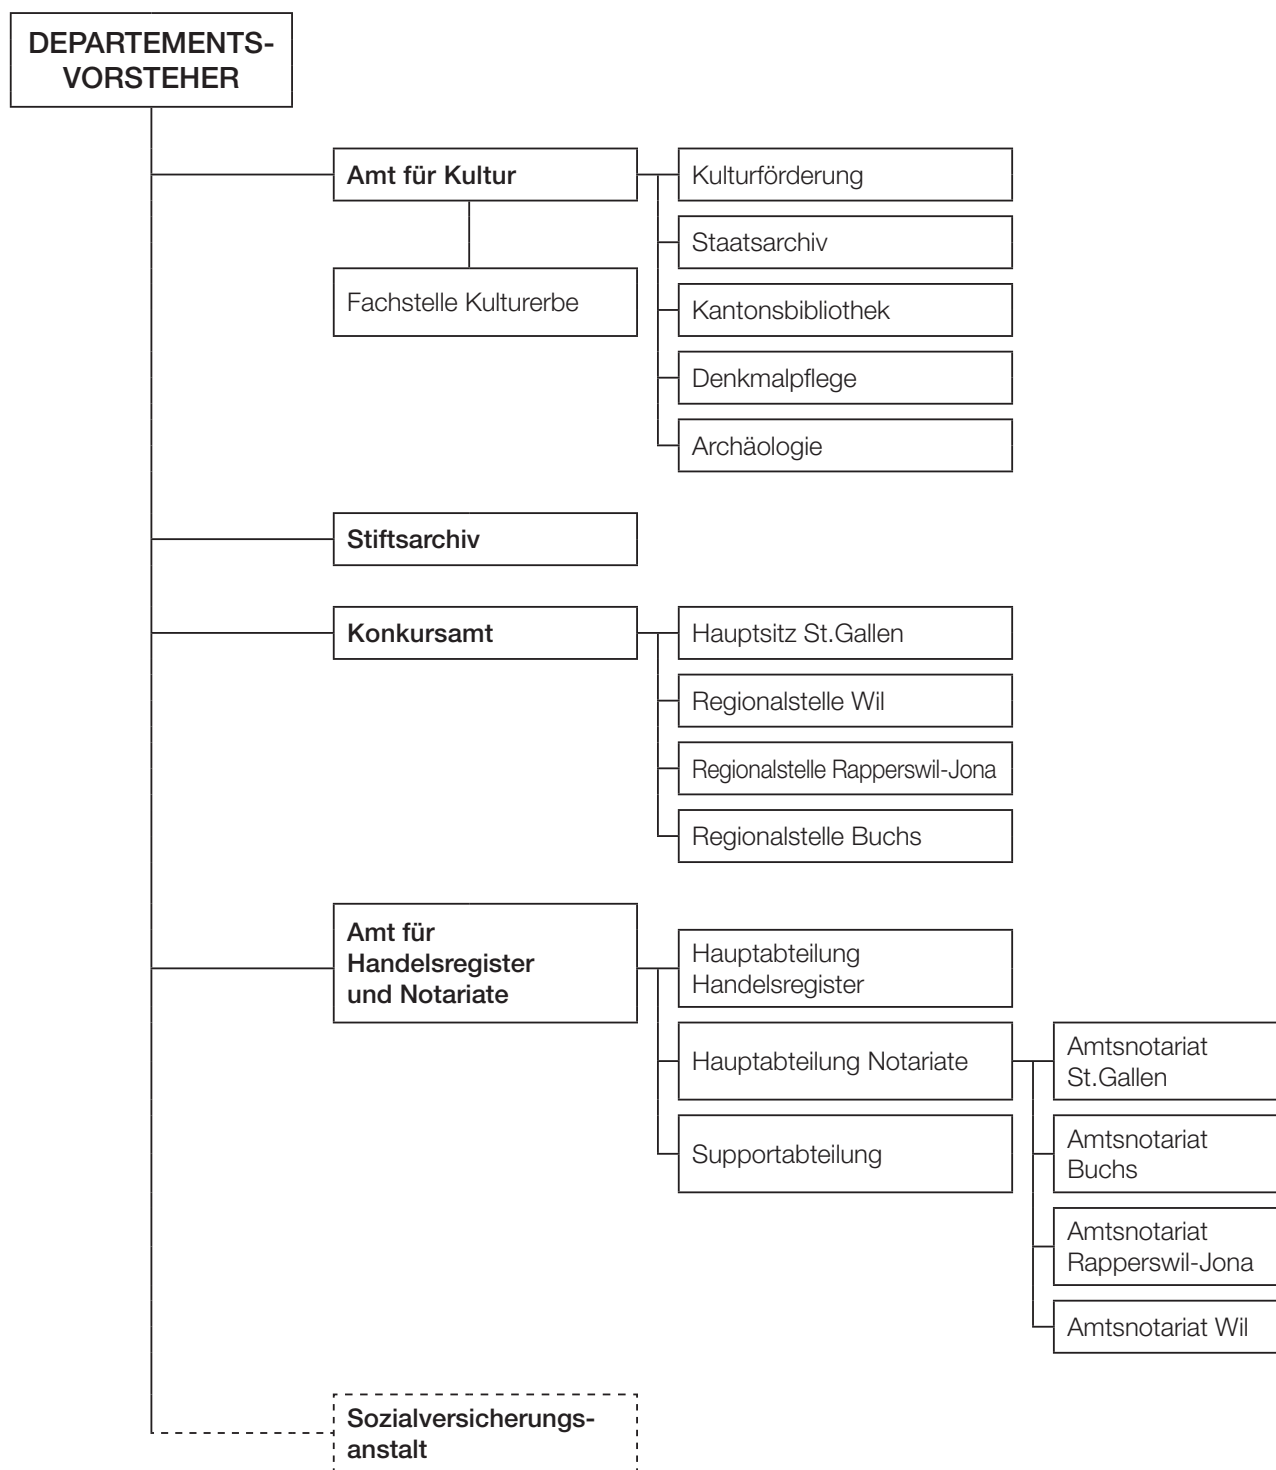 DEPARTEMENTS-
VORSTEHER
Amt für Kultur
Kulturförderung
Staatsarchiv
Fachstelle Kulturerbe
Kantonsbibliothek
Denkmalpflege
Archäologie
Stiftsarchiv
Konkursamt
Hauptsitz St.Gallen
Regionalstelle Wil
Regionalstelle Rapperswil-Jona
Regionalstelle Buchs
Amt für
Handelsregister
und Notariate
Hauptabteilung
Handelsregister
Hauptabteilung Notariate
Supportabteilung
Amtsnotariat
St.Gallen
Amtsnotariat
Buchs
Amtsnotariat
Rapperswil-Jona
Amtsnotariat Wil
Sozialversicherungs-
anstalt